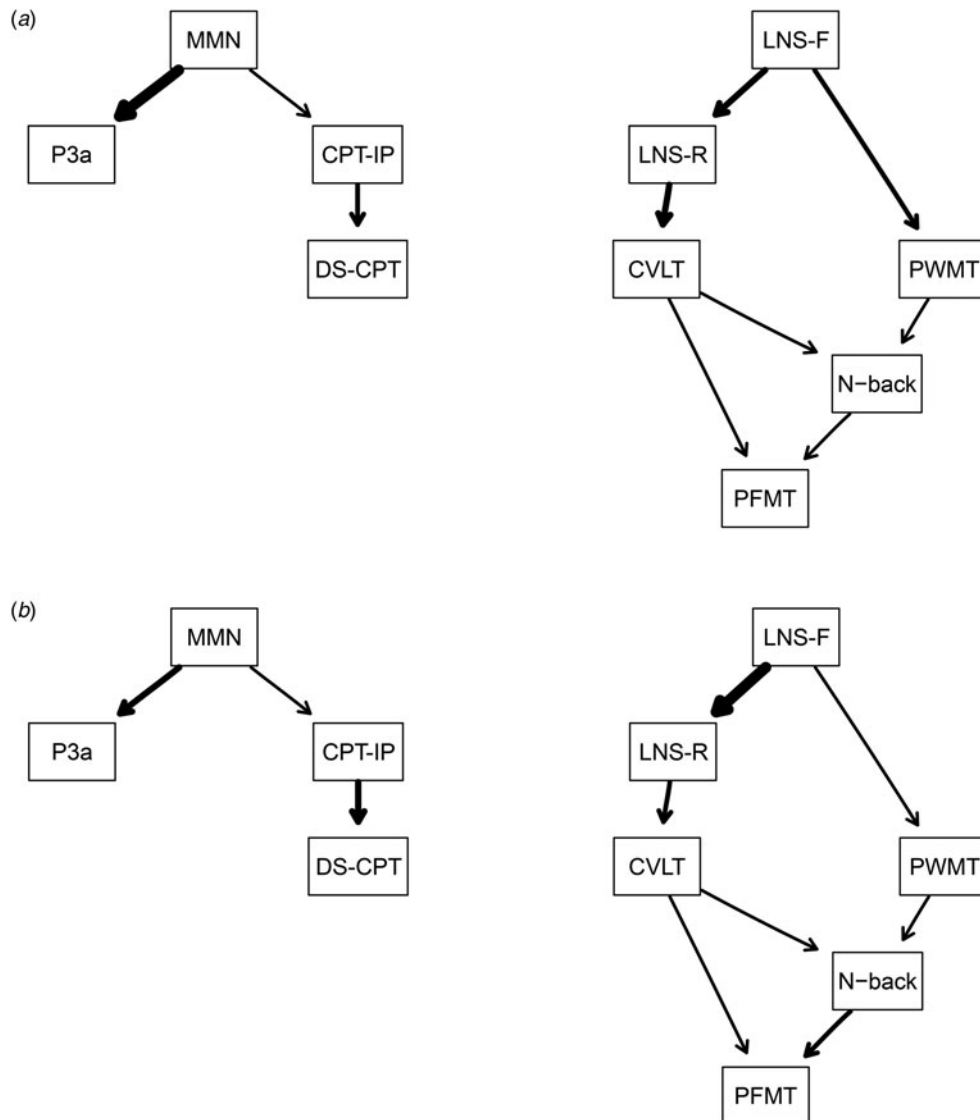 (a)
MMN
LNS-F
P3a
CPT-IP
LNS-R
DS-CPT
CVLT
PWMT
N−back
PFMT
(b)
MMN
LNS-F
P3a
CPT-IP
LNS-R
DS-CPT
CVLT
PWMT
N−back
PFMT